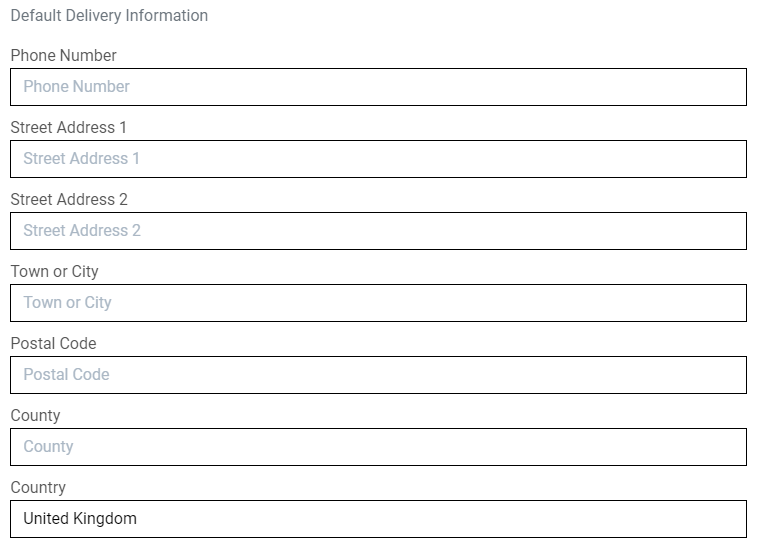 Default Delivery Information
Phone Number
Phone Number
Street Address 1
Street Address 1
Street Address 2
Street Address 2
Town or City
Town or City
Postal Code
Postal Code
County
County
Country
United Kingdom